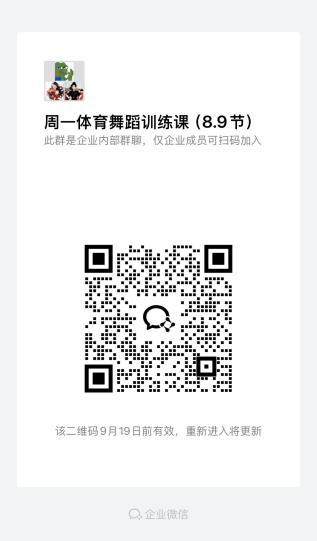 周一体育舞蹈训练课（8.9节）
此群是企业内部群聊，仅企业成员可扫码加入
该二维码9月19日前有效，重新进入将更新
企业微信